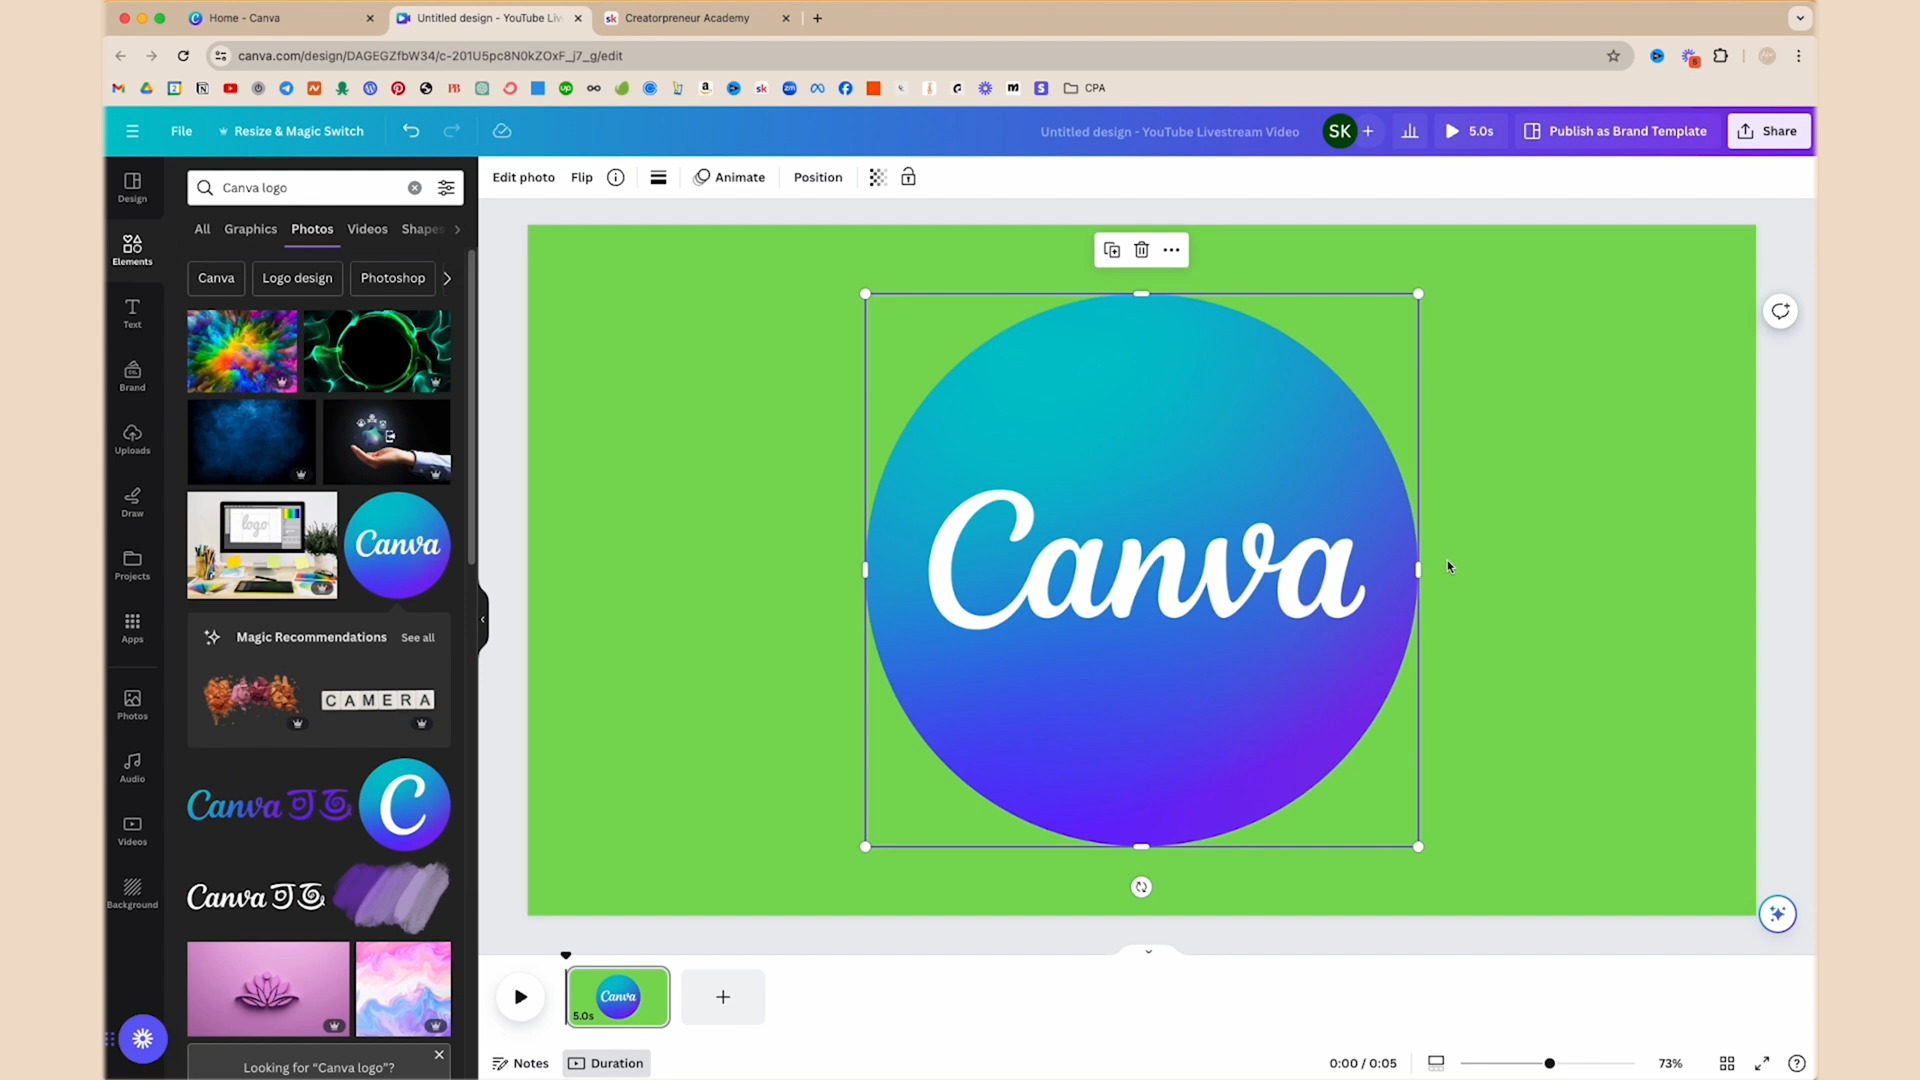 Home - Canva
Untitled design - YouTube Liv
sk Creatorpreneur Academy
canva.com/design/DAGEGZfbW34/c-201U5pc8N0kZOxF_j7_g/edit
CPA
File
Resize & Magic Switch
Untitled design - YouTube Livestream Video
SK
5.0s
Publish as Brand Template
Share
Design
Canva logo
Edit photo
Flip
Animate
Position
Elements
All
Graphics
Photos
Videos
Shapes
Canva
Logo design
Photoshop
Text
Brand
Uploads
Draw
Projects
Apps
Photos
Audio
Videos
Background
logo
Canva
Magic Recommendations
See all
CAMERA
Canva
C
Canva
Looking for “Canva logo”?
Canva
Canva
5.0s
Notes
Duration
0:00 / 0:05
73%